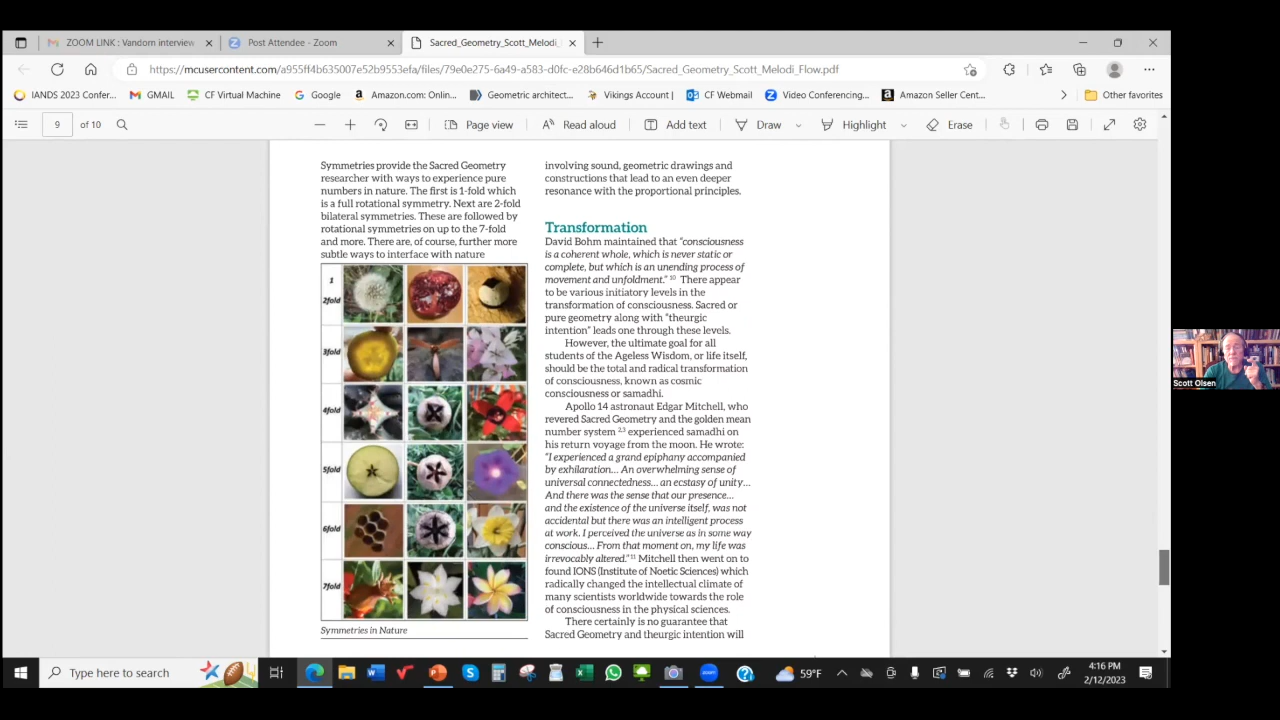 ZOOM LINK : Vandom interview
Post Attendee - Zoom
Sacred_Geometry_Scott_Melodi_
https://mcusercontent.com/a955ff4b635007e52b9553efa/files/79e0e275-6a49-a583-d0fc-e28b646d1b65/Sacred_Geometry_Scott_Melodi_Flow.pdf
IANDS 2023 Confer... GMAIL CF Virtual Machine Google Amazon.com: Onlin... Geometric architect... Vikings Account | CF Webmail Video Conferencing... Amazon Seller Cent... Other favorites
9 of 10 Page view Read aloud Add text Draw Highlight Erase
Symmetries provide the Sacred Geometry
researcher with ways to experience pure
numbers in nature. The first is 1-fold which
is a full rotational symmetry. Next are 2-fold
bilateral symmetries. These are followed by
rotational symmetries on up to the 7-fold
and more. There are, of course, further more
subtle ways to interface with nature
1
2fold
3fold
4fold
5fold
6fold
7fold
Symmetries in Nature
involving sound, geometric drawings and
constructions that lead to an even deeper
resonance with the proportional principles.
Transformation
David Bohm maintained that "consciousness
is a coherent whole, which is never static or
complete, but which is an unending process of
movement and unfoldment." 10 There appear
to be various initiatory levels in the
transformation of consciousness. Sacred or
pure geometry along with "theurgic
intention" leads one through these levels.
However, the ultimate goal for all
students of the Ageless Wisdom, or life itself,
should be the total and radical transformation
of consciousness, known as cosmic
consciousness or samadhi.
Apollo 14 astronaut Edgar Mitchell, who
revered Sacred Geometry and the golden mean
number system 2,3 experienced samadhi on
his return voyage from the moon. He wrote:
"I experienced a grand epiphany accompanied
by exhilaration... An overwhelming sense of
universal connectedness... an ecstasy of unity...
And there was the sense that our presence...
and the existence of the universe itself, was not
accidental but there was an intelligent process
at work. I perceived the universe as in some way
conscious... From that moment on, my life was
irrevocably altered." 11 Mitchell then went on to
found IONS (Institute of Noetic Sciences) which
radically changed the intellectual climate of
many scientists worldwide towards the role
of consciousness in the physical sciences.
There certainly is no guarantee that
Sacred Geometry and theurgic intention will
Scott Olsen
Type here to search
59°F
4:16 PM
2/12/2023